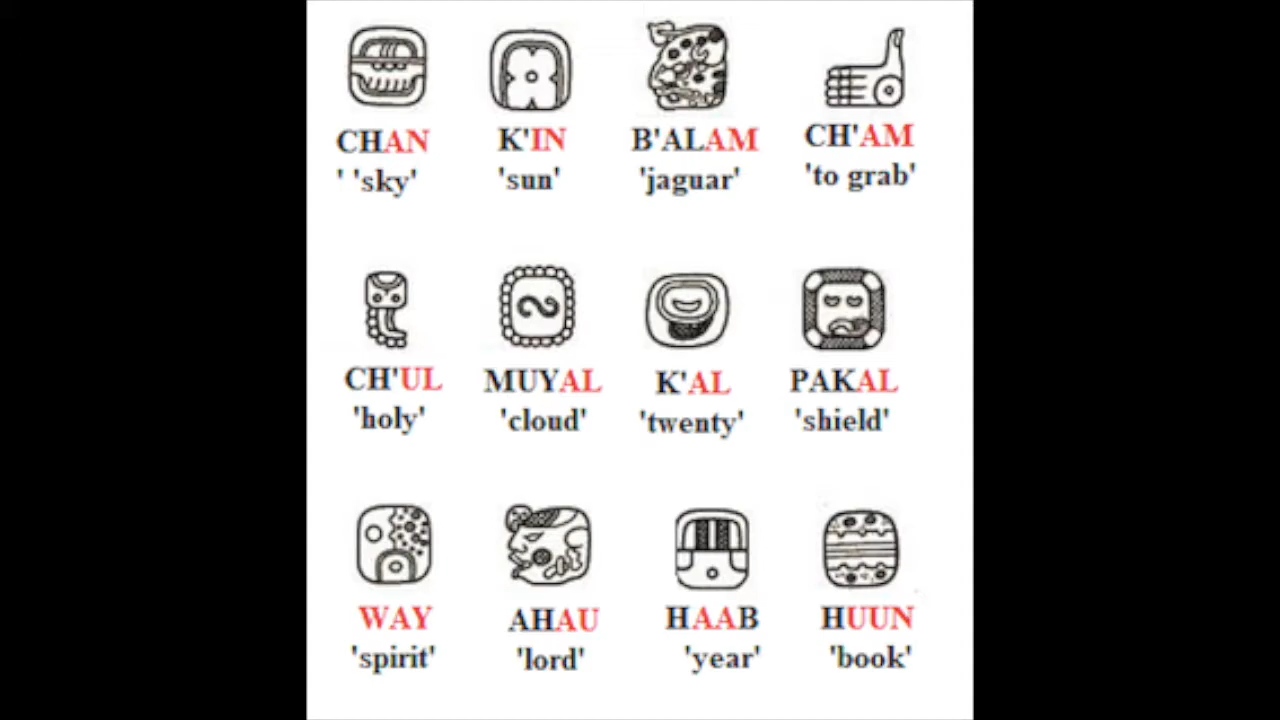 CHAN K'IN B'ALAM CH'AM
' 'sky' 'sun' 'jaguar' 'to grab'
CH'UL MUYAL K'AL PAKAL
'holy' 'cloud' 'twenty' 'shield'
WAY AHAU HAAB HUUN
'spirit' 'lord' 'year' 'book'